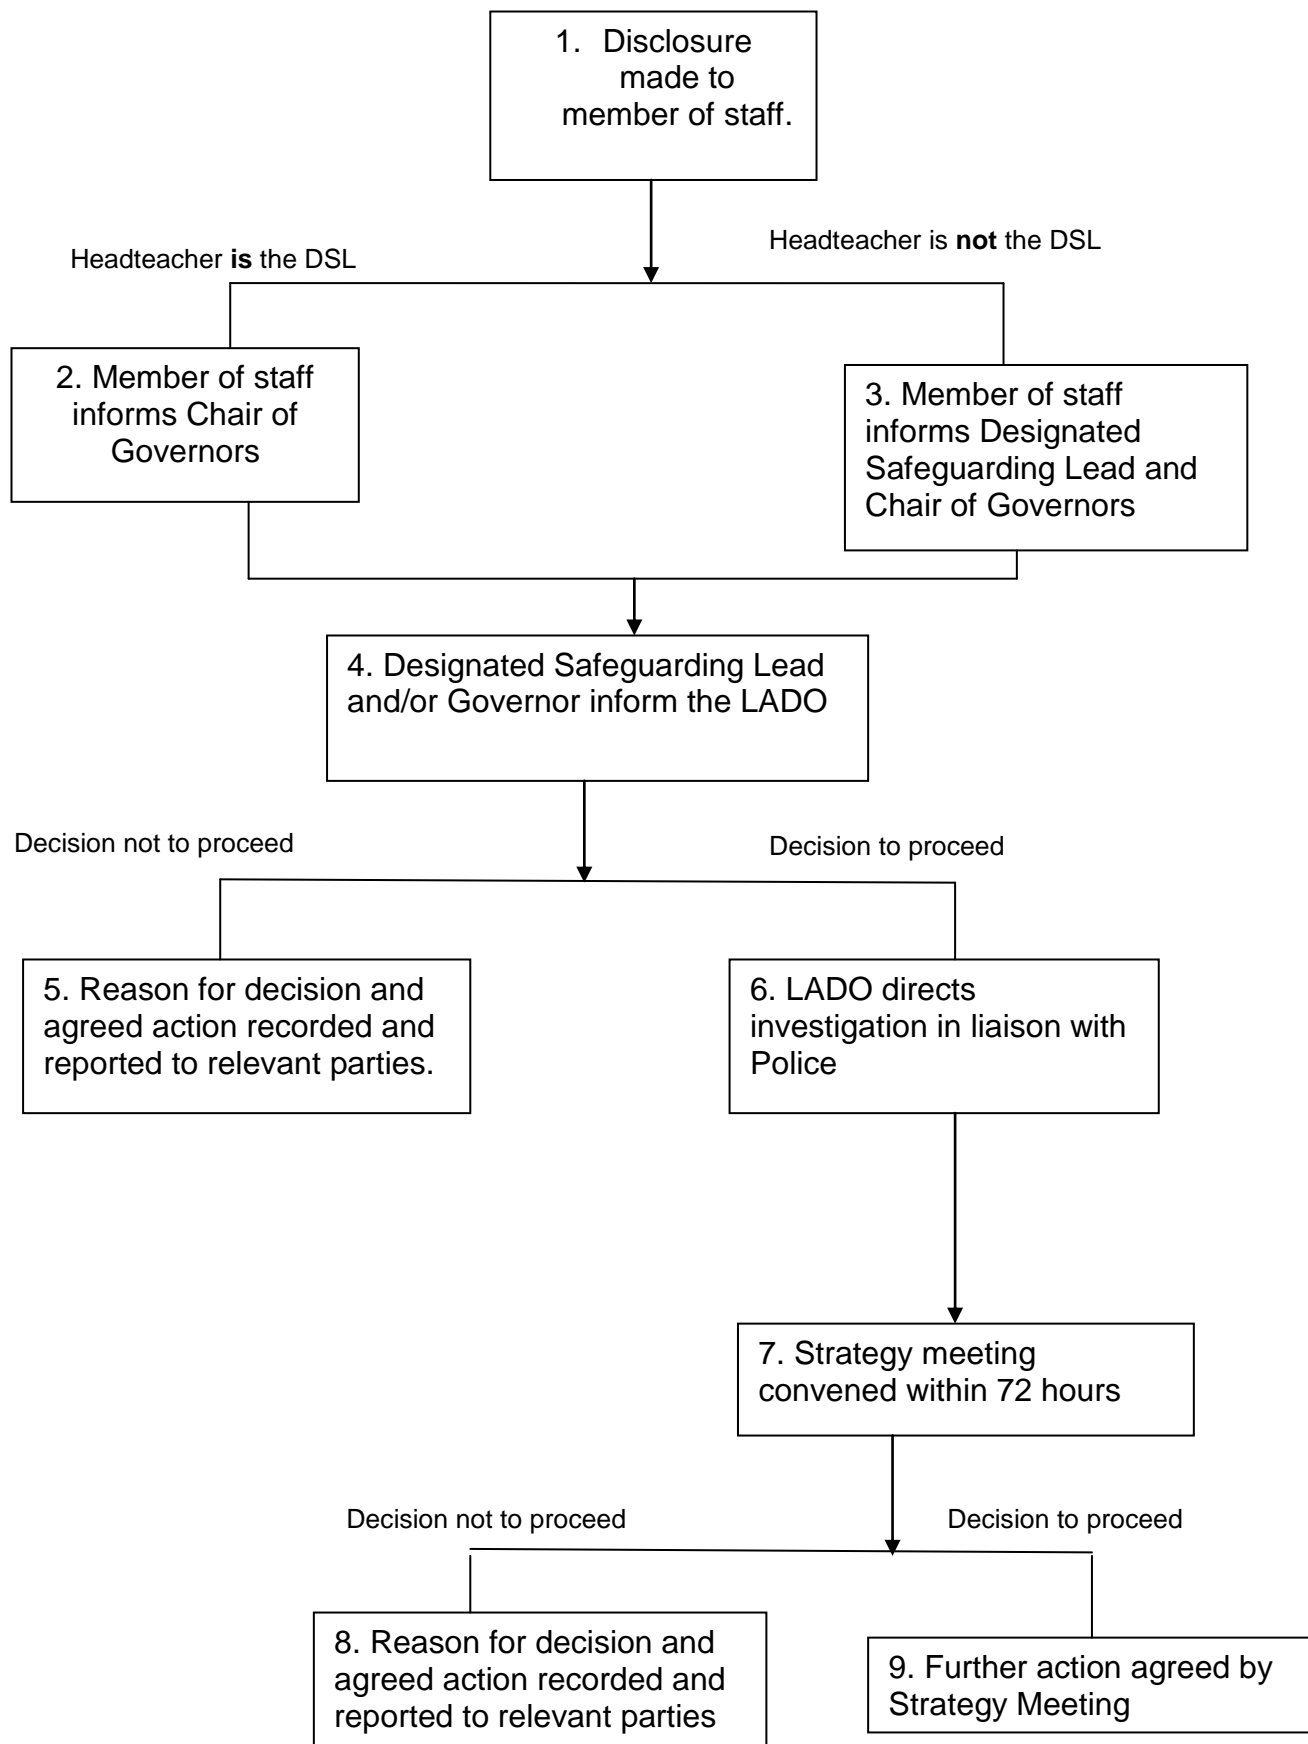 1. Disclosure
made to
member of staff.
Headteacher is the DSL
Headteacher is not the DSL
2. Member of staff
informs Chair of
Governors
3. Member of staff
informs Designated
Safeguarding Lead and
Chair of Governors
4. Designated Safeguarding Lead
and/or Governor inform the LADO
Decision not to proceed
Decision to proceed
5. Reason for decision and
agreed action recorded and
reported to relevant parties.
6. LADO directs
investigation in liaison with
Police
7. Strategy meeting
convened within 72 hours
Decision not to proceed
Decision to proceed
8. Reason for decision and
agreed action recorded and
reported to relevant parties
9. Further action agreed by
Strategy Meeting